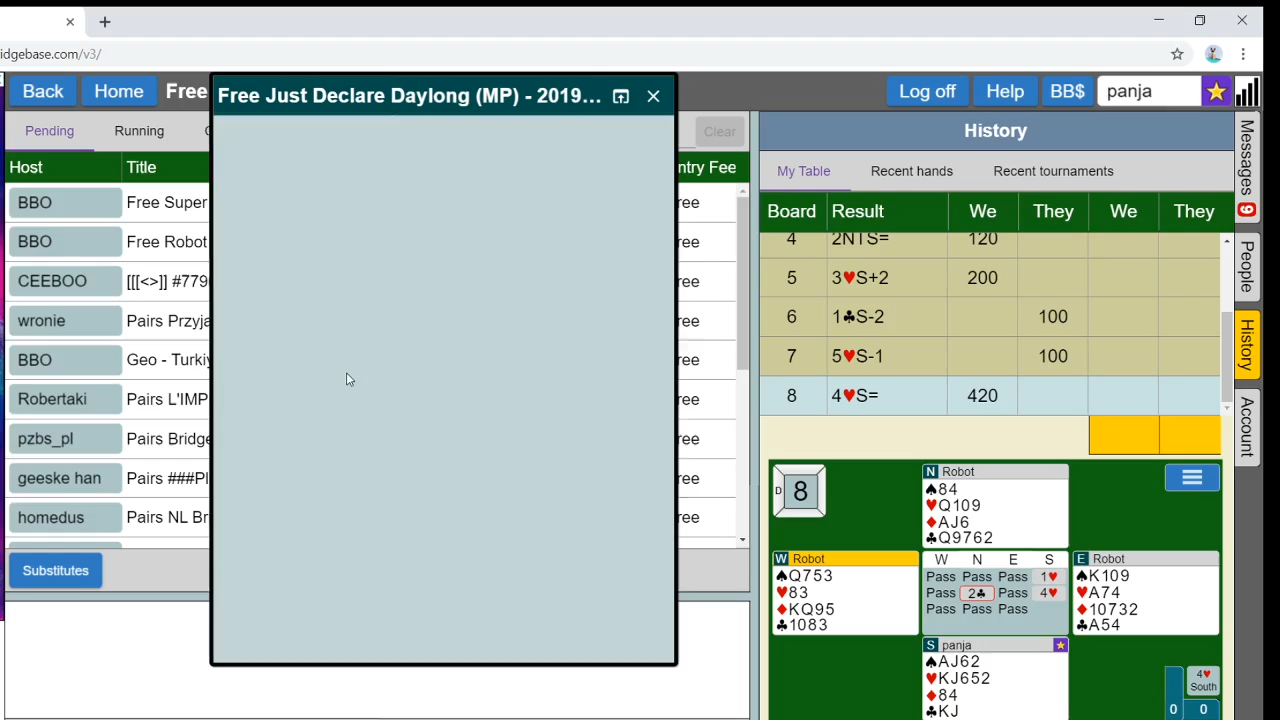 idgebase.com/v3/
Back Home Free
Free Just Declare Daylong (MP) - 2019...
Log off Help BB$ panja
Pending Running
Clear
Host Title ntry Fee
BBO Free Super ree
BBO Free Robot ree
CEEBOO [[[<>]] #779 ree
wronie Pairs Przyja ree
BBO Geo - Turkiy ree
Robertaki Pairs L'IMP ree
pzbs_pl Pairs Bridge ree
geeske han Pairs ###Pl ree
homedus Pairs NL Br ree
Substitutes
History
My Table Recent hands Recent tournaments
Board Result We They We They
4 2NTS= 120
5 3♥S+2 200
6 1♣S-2 100
7 5♥S-1 100
8 4♥S= 420
Messages 9
People
History
Account
D 8
N Robot
♠84
♥Q109
♦AJ6
♣Q9762
W Robot
♠Q753
♥83
♦KQ95
♣1083
W N E S
Pass Pass Pass 1♥
Pass 2♣ Pass 4♥
Pass Pass Pass
E Robot
♠K109
♥A74
♦10732
♣A54
S panja
♠AJ62
♥KJ652
♦84
♣KJ
4♥
South
0 0